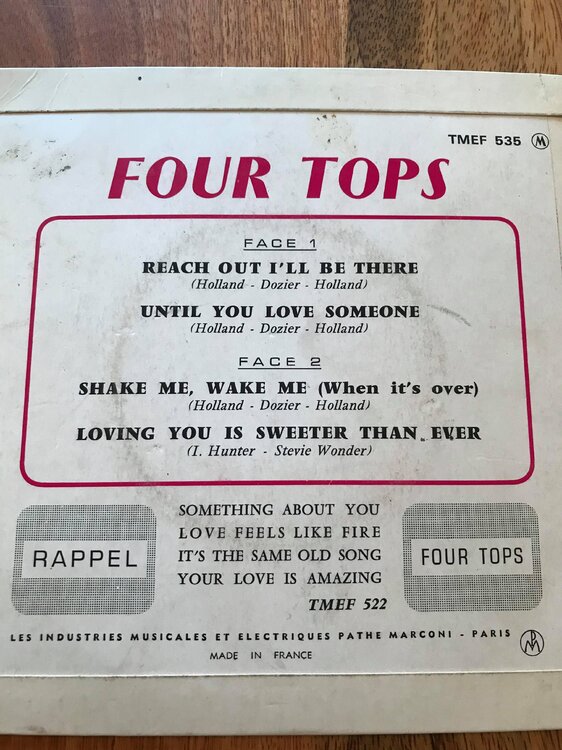 TMEF 535 M
FOUR TOPS
FACE 1
REACH OUT I'LL BE THERE
(Holland - Dozier - Holland)
UNTIL YOU LOVE SOMEONE
(Holland - Dozier - Holland)
FACE 2
SHAKE ME, WAKE ME (When it's over)
(Holland - Dozier - Holland)
LOVING YOU IS SWEETER THAN EVER
(I. Hunter - Stevie Wonder)
RAPPEL
SOMETHING ABOUT YOU
LOVE FEELS LIKE FIRE
IT'S THE SAME OLD SONG
YOUR LOVE IS AMAZING
TMEF 522
FOUR TOPS
LES INDUSTRIES MUSICALES ET ELECTRIQUES PATHE MARCONI - PARIS
MADE IN FRANCE